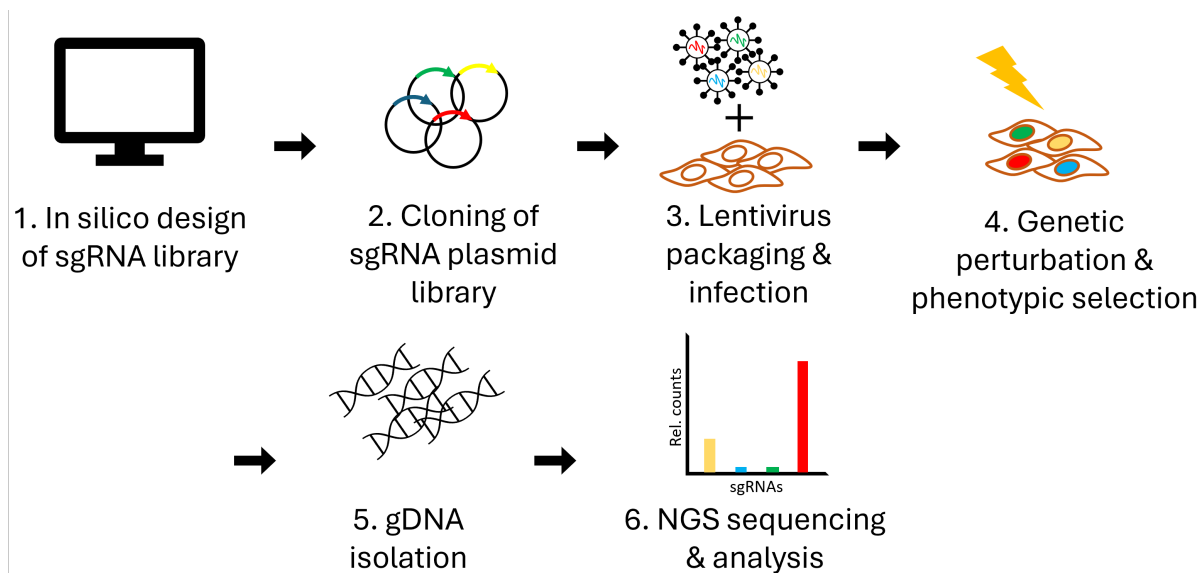 1. In silico design
of sgRNA library
2. Cloning of
sgRNA plasmid
library
3. Lentivirus
packaging &
infection
4. Genetic
perturbation &
phenotypic selection
5. gDNA
isolation
Rel. counts
sgRNAs
6. NGS sequencing
& analysis